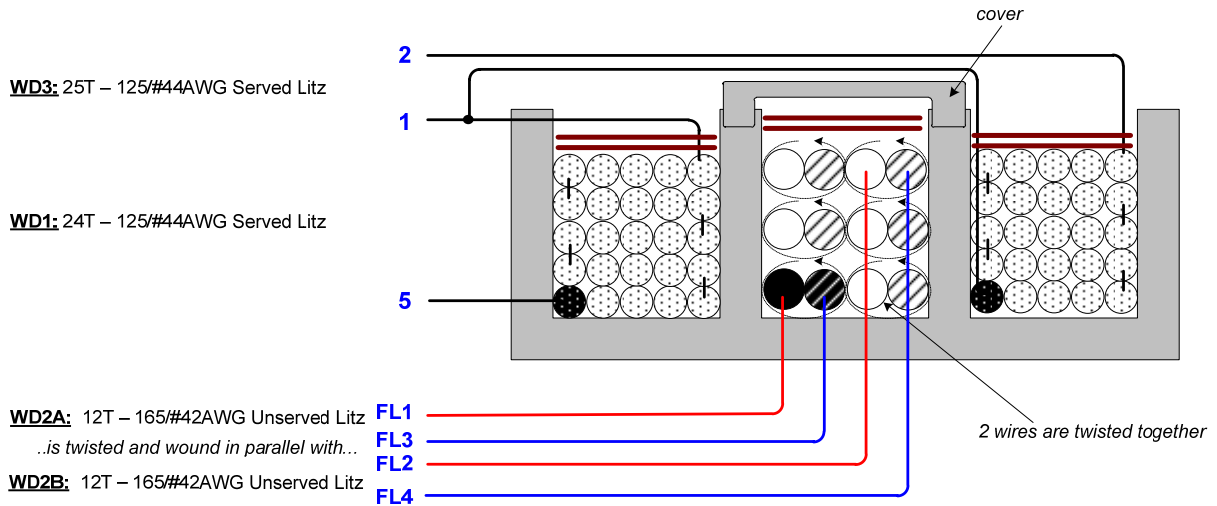 cover
2
WD3: 25T – 125/#44AWG Served Litz
1
WD1: 24T – 125/#44AWG Served Litz
5
WD2A: 12T – 165/#42AWG Unserved Litz
FL1
..is twisted and wound in parallel with...
FL3
2 wires are twisted together
FL2
WD2B: 12T – 165/#42AWG Unserved Litz
FL4